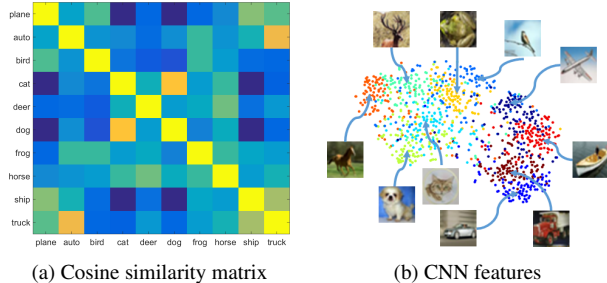 plane
auto
bird
cat
deer
dog
frog
horse
ship
truck
plane auto bird cat deer dog frog horse ship truck
(a) Cosine similarity matrix
(b) CNN features